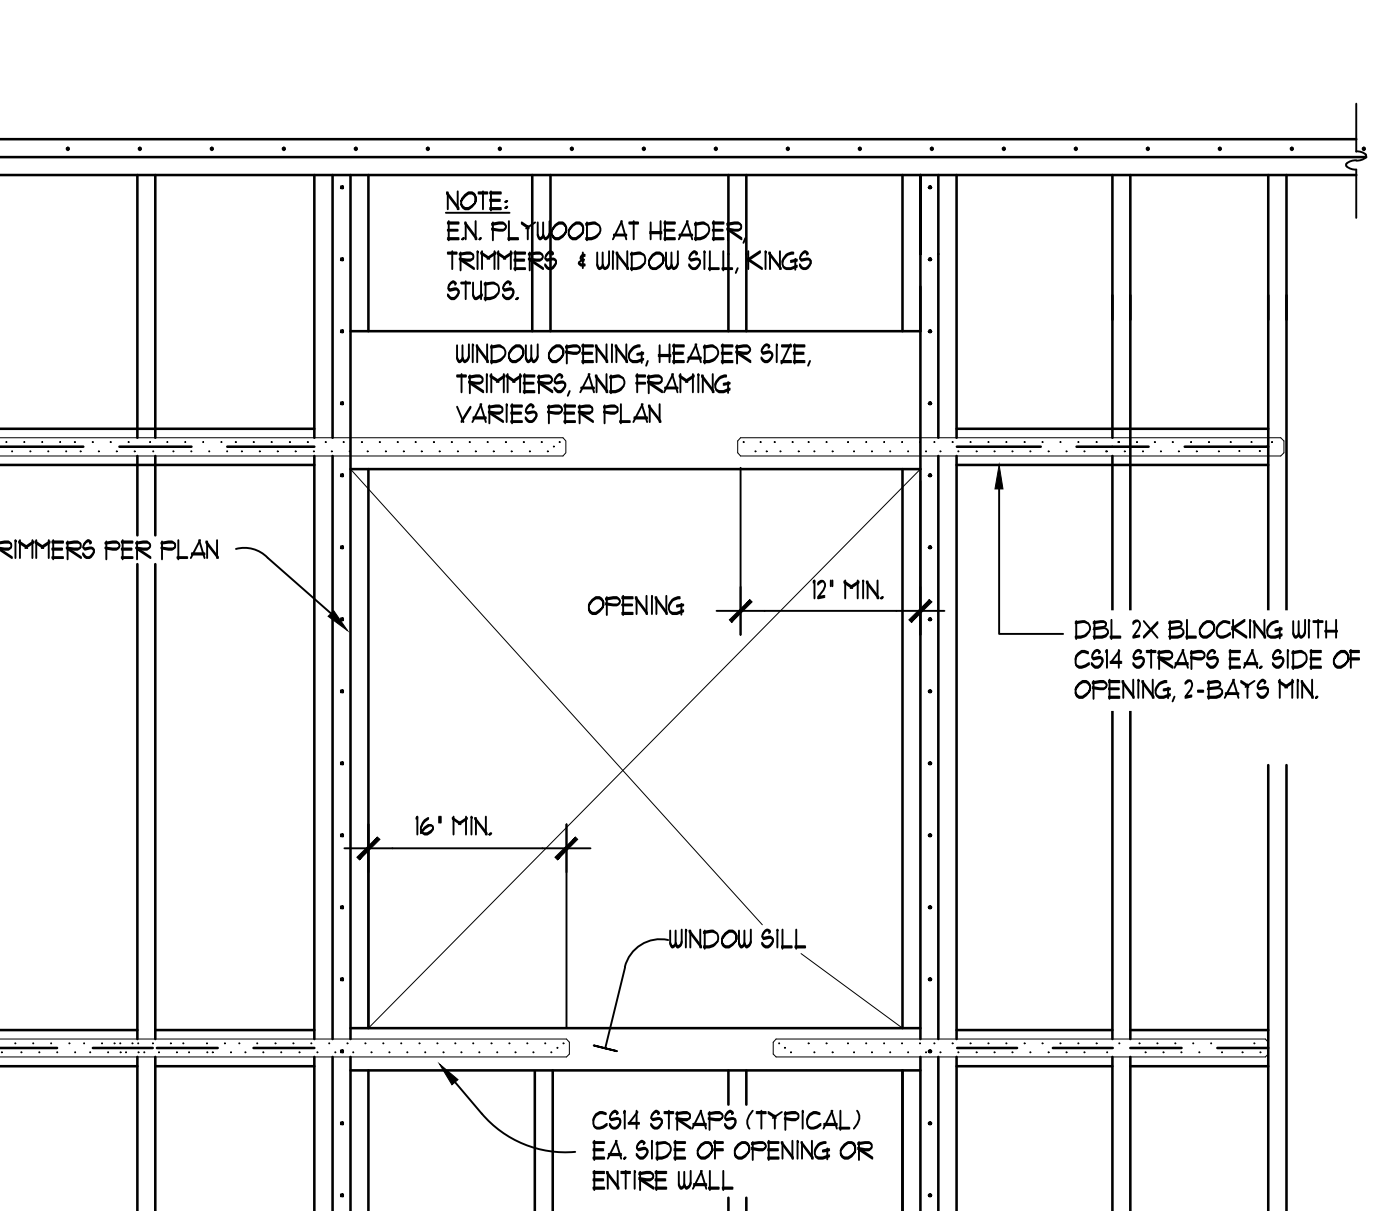 NOTE:
E.N. PLYWOOD AT HEADER,
TRIMMERS & WINDOW SILL, KINGS
STUDS.
WINDOW OPENING, HEADER SIZE,
TRIMMERS, AND FRAMING
VARIES PER PLAN
RIMMERS PER PLAN
OPENING
12" MIN.
DBL 2X BLOCKING WITH
CS14 STRAPS EA. SIDE OF
OPENING, 2-BAYS MIN.
16" MIN.
WINDOW SILL
CS14 STRAPS (TYPICAL)
EA. SIDE OF OPENING OR
ENTIRE WALL